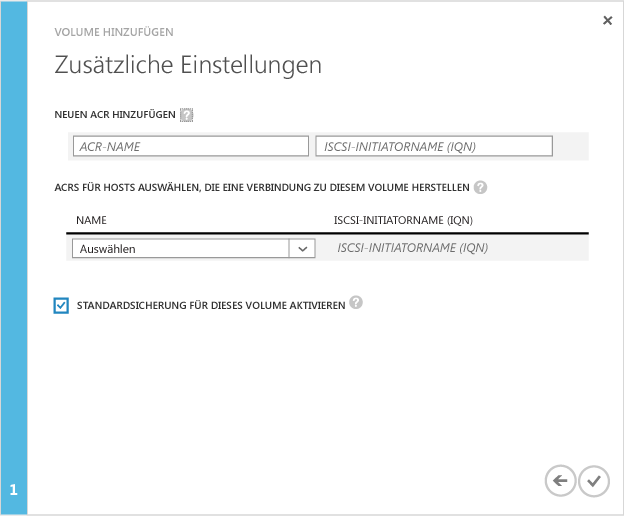 VOLUME HINZUFÜGEN
Zusätzliche Einstellungen
NEUEN ACR HINZUFÜGEN ?
ACR-NAME ISCSI-INITIATORNAME (IQN)
ACRS FÜR HOSTS AUSWÄHLEN, DIE EINE VERBINDUNG ZU DIESEM VOLUME HERSTELLEN ?
NAME ISCSI-INITIATORNAME (IQN)
Auswählen ISCSI-INITIATORNAME (IQN)
STANDARDSICHERUNG FÜR DIESES VOLUME AKTIVIEREN ?
1